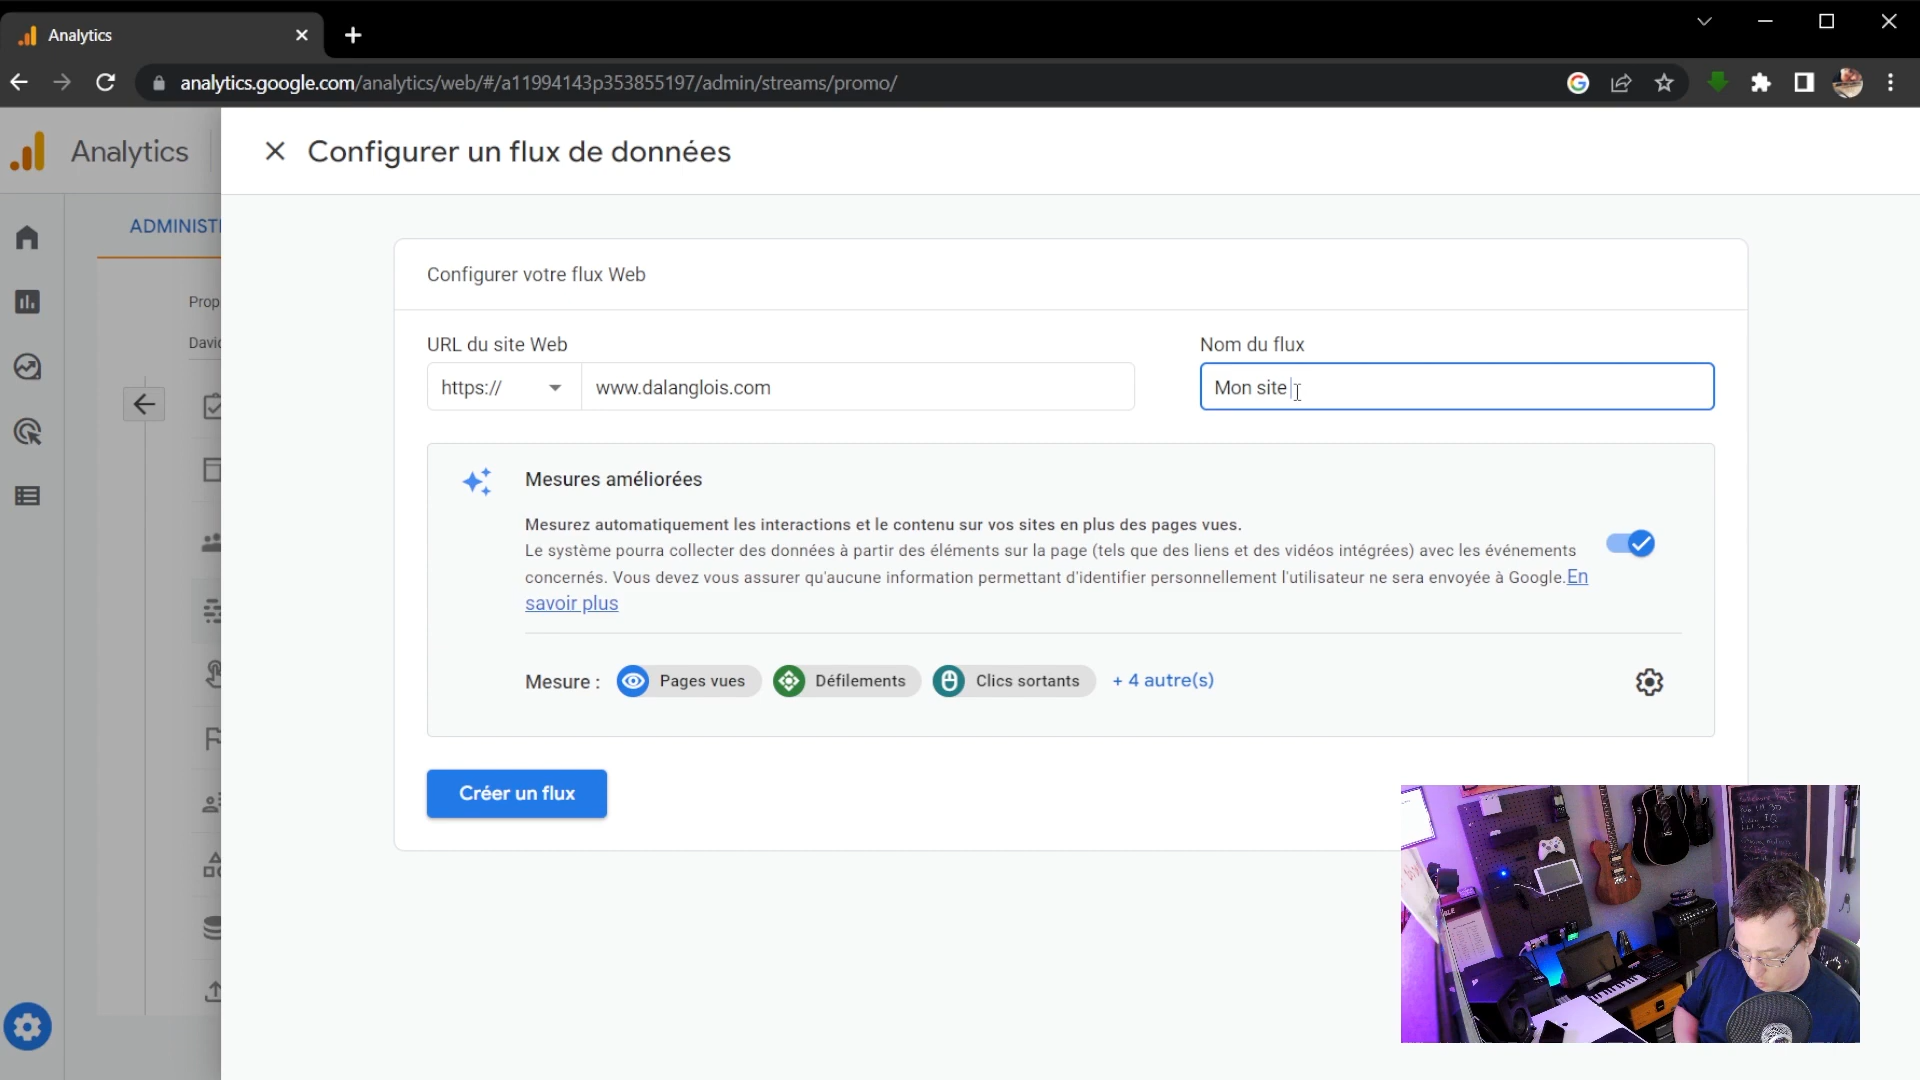 Analytics
analytics.google.com/analytics/web/#/a11994143p353855197/admin/streams/promo/
Analytics
Configurer un flux de données
ADMINISTI
Prop
David
Configurer votre flux Web
URL du site Web
Nom du flux
https://
www.dalanglois.com
Mon site
Mesures améliorées
Mesurez automatiquement les interactions et le contenu sur vos sites en plus des pages vues.
Le système pourra collecter des données à partir des éléments sur la page (tels que des liens et des vidéos intégrées) avec les événements
concernés. Vous devez vous assurer qu'aucune information permettant d'identifier personnellement l'utilisateur ne sera envoyée à Google.En
savoir plus
Mesure :
Pages vues
Défilements
Clics sortants
+ 4 autre(s)
Créer un flux